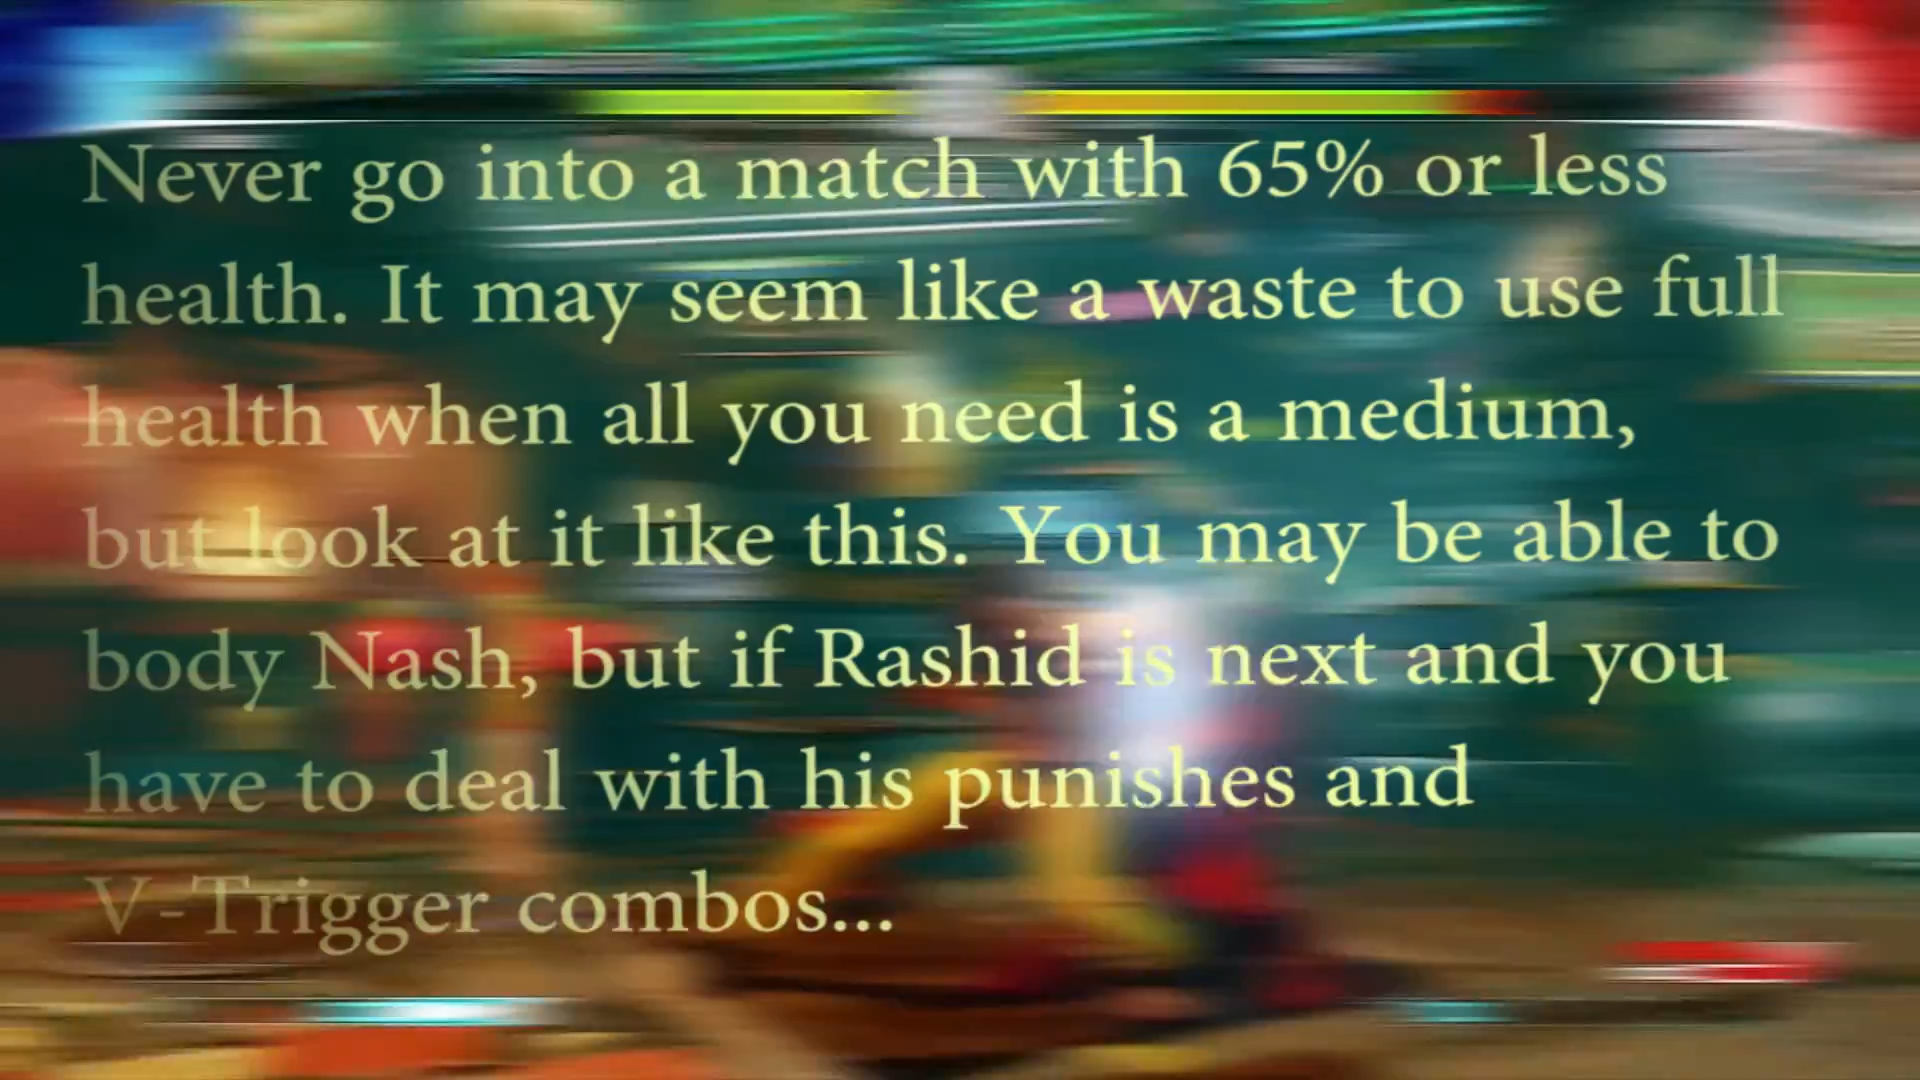 Never go into a match with 65% or less
health. It may seem like a waste to use full
health when all you need is a medium,
but look at it like this. You may be able to
body Nash, but if Rashid is next and you
have to deal with his punishes and
V-Trigger combos...